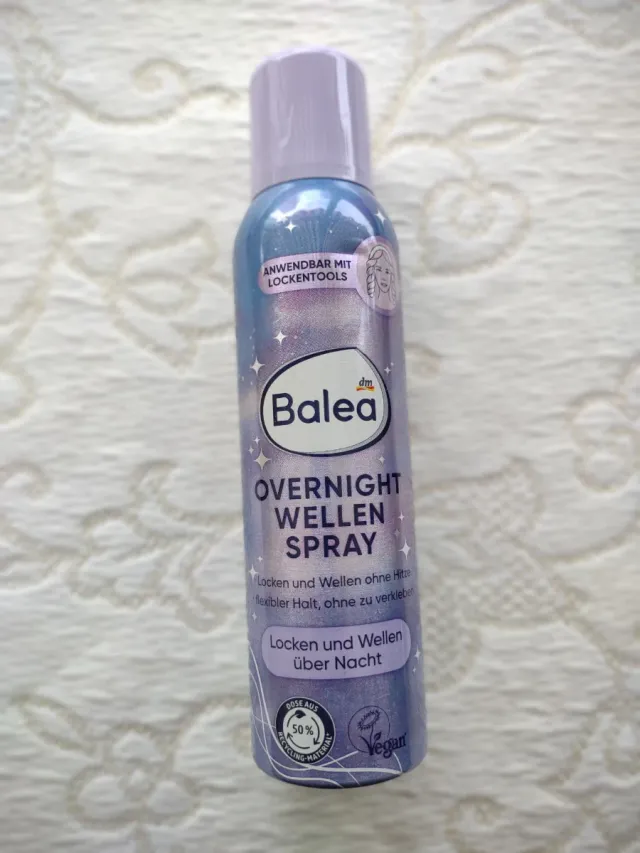 ANWENDBAR MIT
LOCKENTOOLS
dm
Balea
OVERNIGHT
WELLEN
SPRAY
Locken und Wellen ohne Hitze
flexibler Halt, ohne zu verkleben
Locken und Wellen
über Nacht
DOSE AUS
50%
RECYCLING-MATERIAL*
Vegan